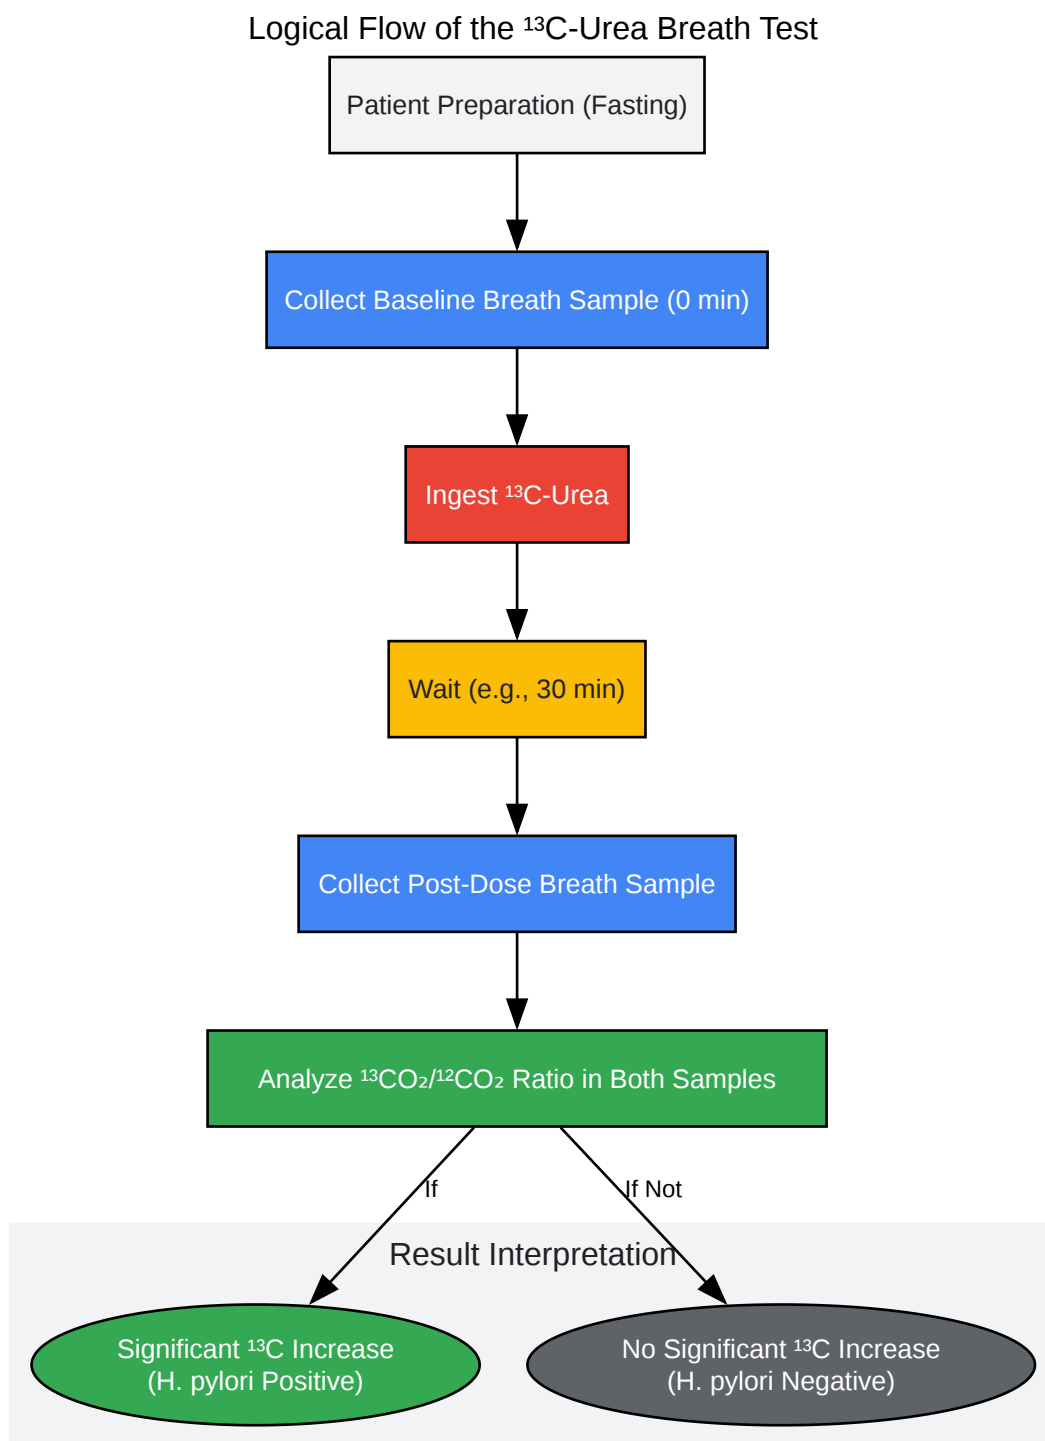 Logical Flow of the ¹³C-Urea Breath Test
Patient Preparation (Fasting)
Collect Baseline Breath Sample (0 min)
Ingest ¹³C-Urea
Wait (e.g., 30 min)
Collect Post-Dose Breath Sample
Analyze ¹³CO₂/¹²CO₂ Ratio in Both Samples
If
If Not
Result Interpretation
Significant ¹³C Increase
(H. pylori Positive)
No Significant ¹³C Increase
(H. pylori Negative)